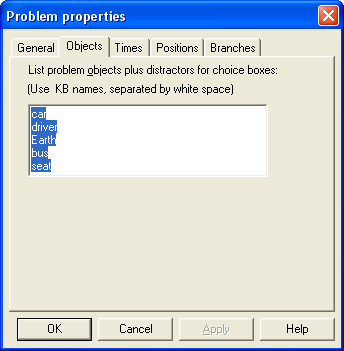 Problem properties
General Objects Times Positions Branches
List problem objects plus distractors for choice boxes:
(Use KB names, separated by white space)
car
driver
Earth
bus
seat
OK Cancel Apply Help